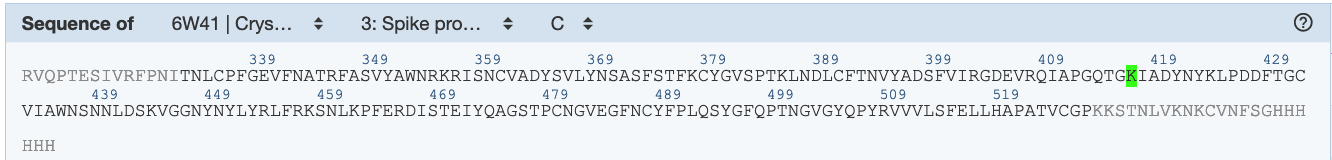 Sequence of 6W41 | Crys... 3: Spike pro... C ?
339 349 359 369 379 389 399 409 419 429
RVQPTESIVRFPNITNLCPFGEVFNATRFASVYAWNRKRISNCVADYSVLYNSASFSTFKCYGVSPTKLNDLCFTNVYADSFVIRGDEVRQIAPGQTGKIADYNYKLPDDFTGC
439 449 459 469 479 489 499 509 519
VIAWNSNNLDSKVGGNYNYLYRLFRKSNLKPFERDISTEIYQAGSTPCNGVEGFNCYFPLQSYGFQPTNGVGYQPYRVVVLSFELLHAPATVCGPKKSTNLVKNKCVNFSGHHH
HHH